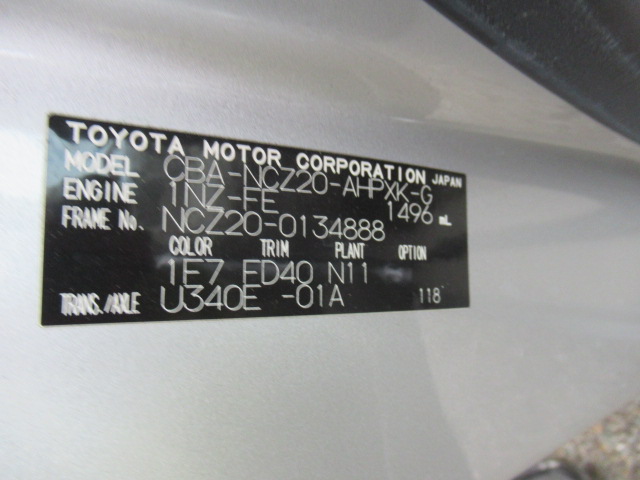 TOYOTA MOTOR CORPORATION JAPAN
MODEL CBA-NCZ20-AHPXK-G
ENGINE 1NZ-FE 1496 mL
FRAME No. NCZ20-0134888
COLOR TRIM PLANT OPTION
1E7 FD40 N11
TRANS./AXLE U340E -01A 118